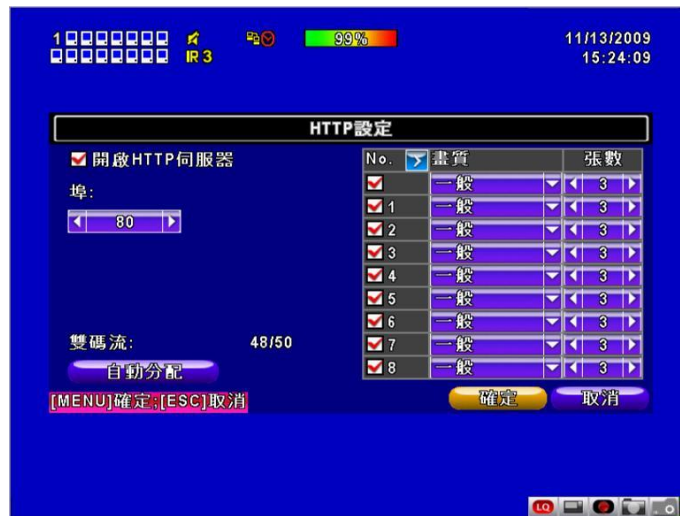 1
IR 3
99%
11/13/2009
15:24:09
HTTP設定
開啟HTTP伺服器
埠:
80
雙碼流: 48/50
自動分配
[MENU]確定;[ESC]取消
No. 畫質 張數
一般 3
1 一般 3
2 一般 3
3 一般 3
4 一般 3
5 一般 3
6 一般 3
7 一般 3
8 一般 3
確定 取消
LQ